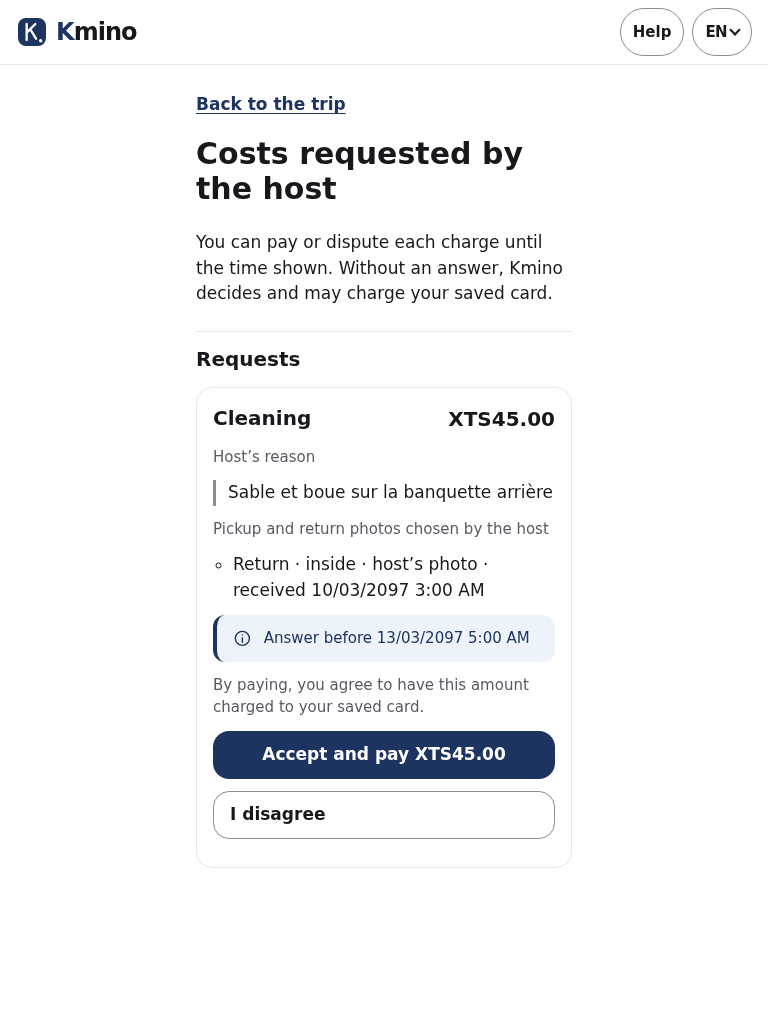 K.
Kmino
Help
EN
Back to the trip
Costs requested by
the host
You can pay or dispute each charge until
the time shown. Without an answer, Kmino
decides and may charge your saved card.
Requests
Cleaning
XTS45.00
Host’s reason
Sable et boue sur la banquette arrière
Pickup and return photos chosen by the host
Return · inside · host’s photo ·
received 10/03/2097 3:00 AM
Answer before 13/03/2097 5:00 AM
By paying, you agree to have this amount
charged to your saved card.
Accept and pay XTS45.00
I disagree